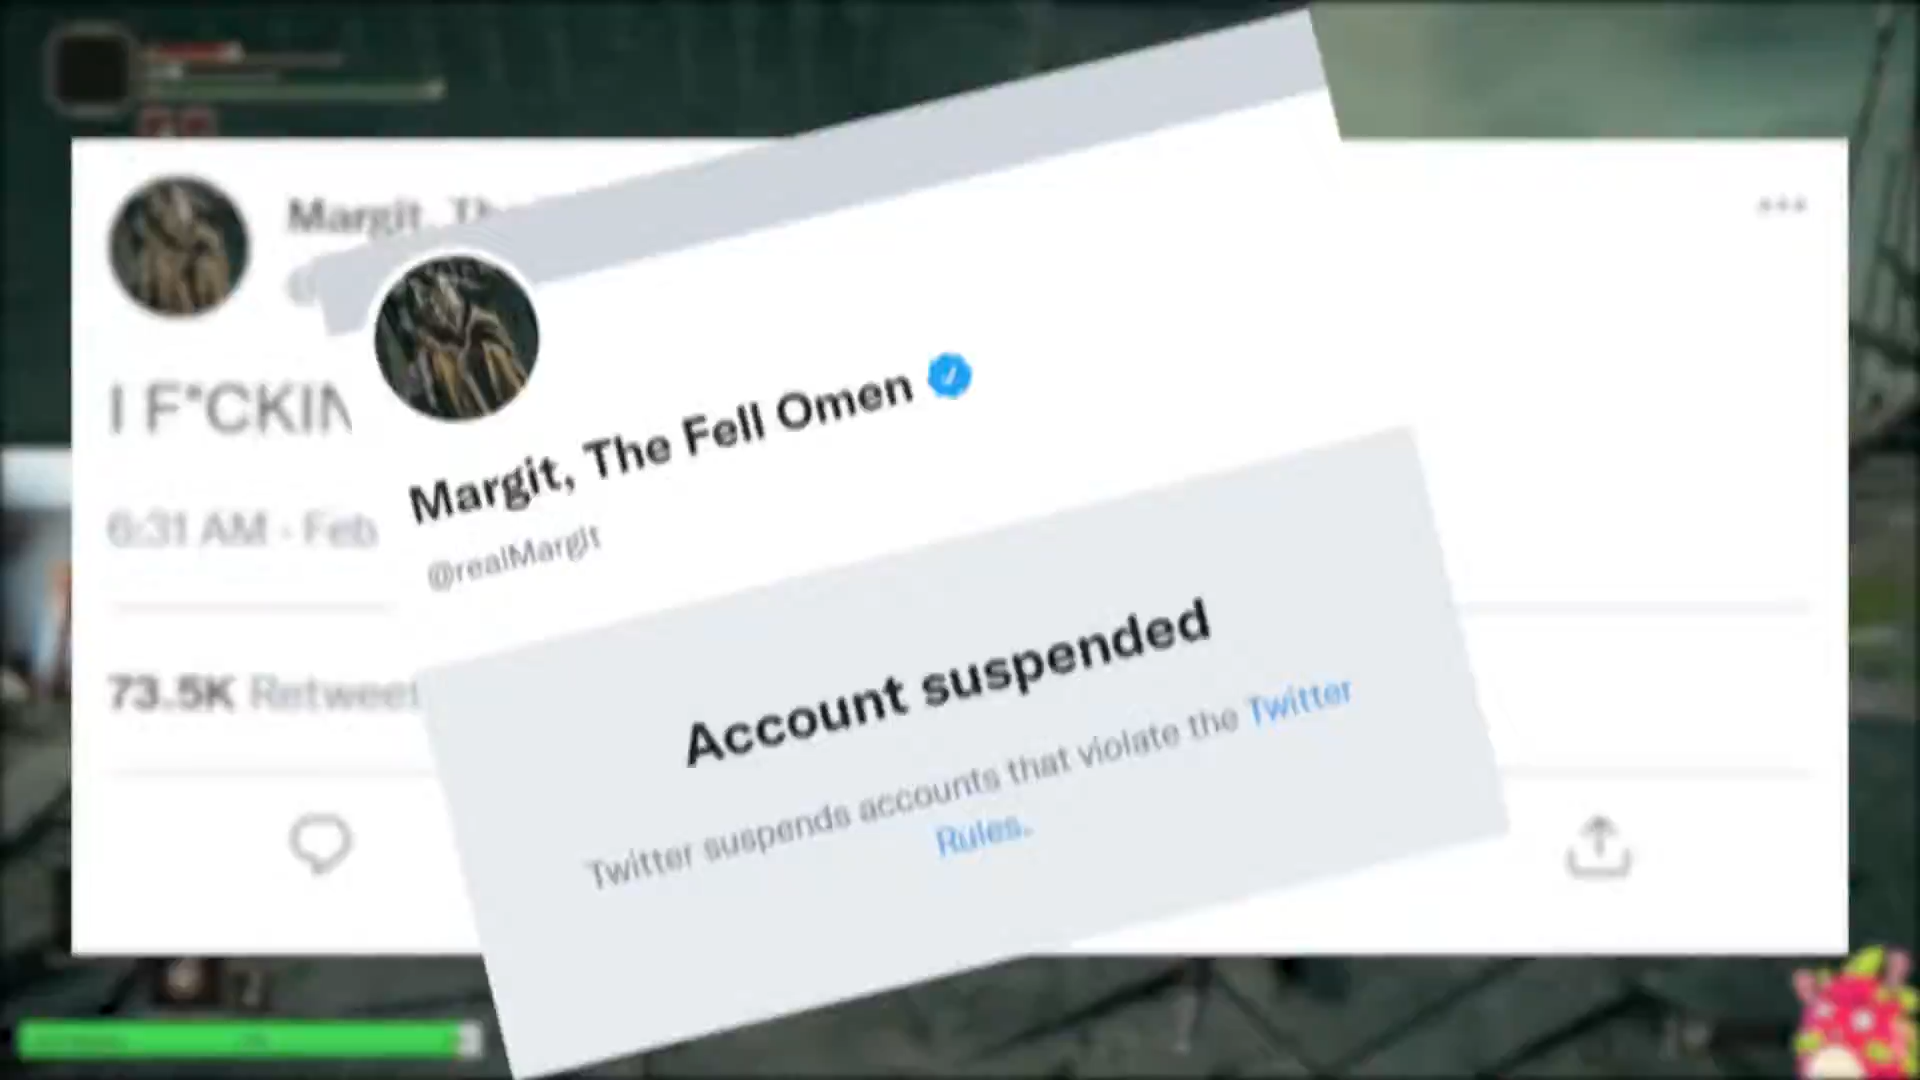 Margit, Th
I F*CKIN
6:31 AM · Feb
73.5K Retweet
Margit, The Fell Omen
@realMargit
Account suspended
Twitter suspends accounts that violate the Twitter
Rules.